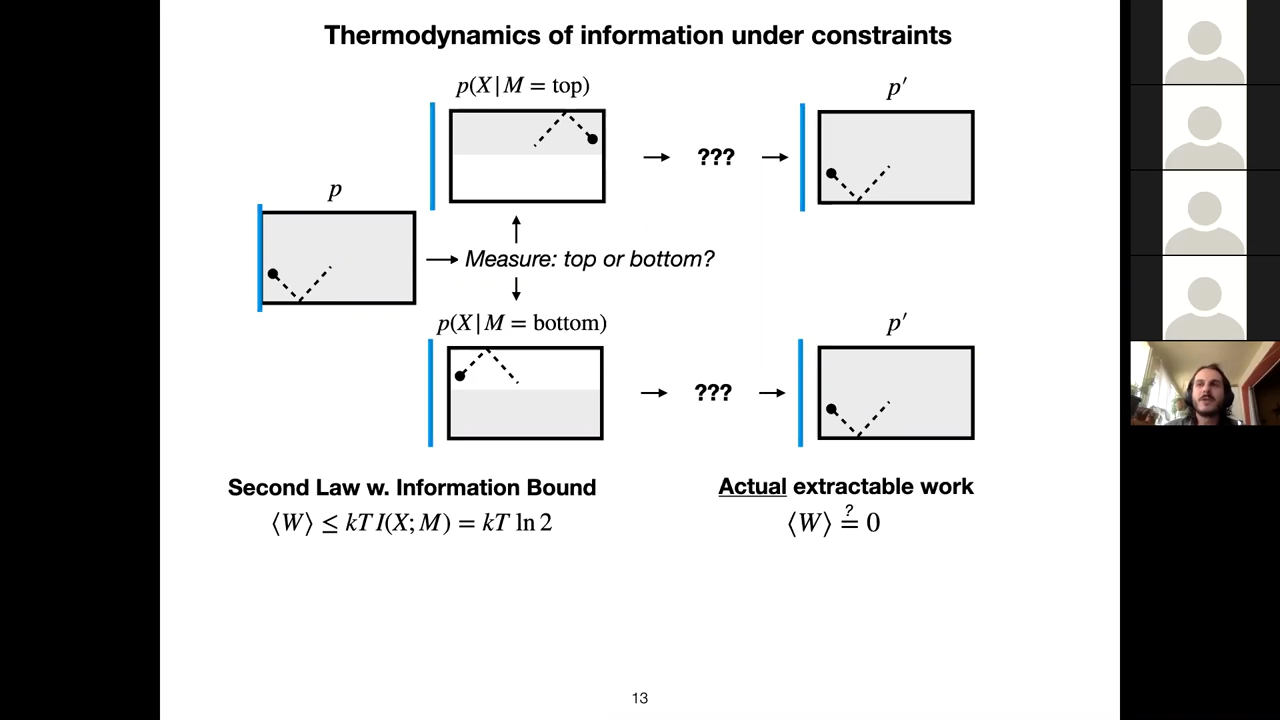 Thermodynamics of information under constraints
p(X|M = top)
p′
???
p
Measure: top or bottom?
p(X|M = bottom)
p′
???
Second Law w. Information Bound
⟨W⟩ ≤ kT I(X; M) = kT ln 2
Actual extractable work
⟨W⟩ ≟ 0
13